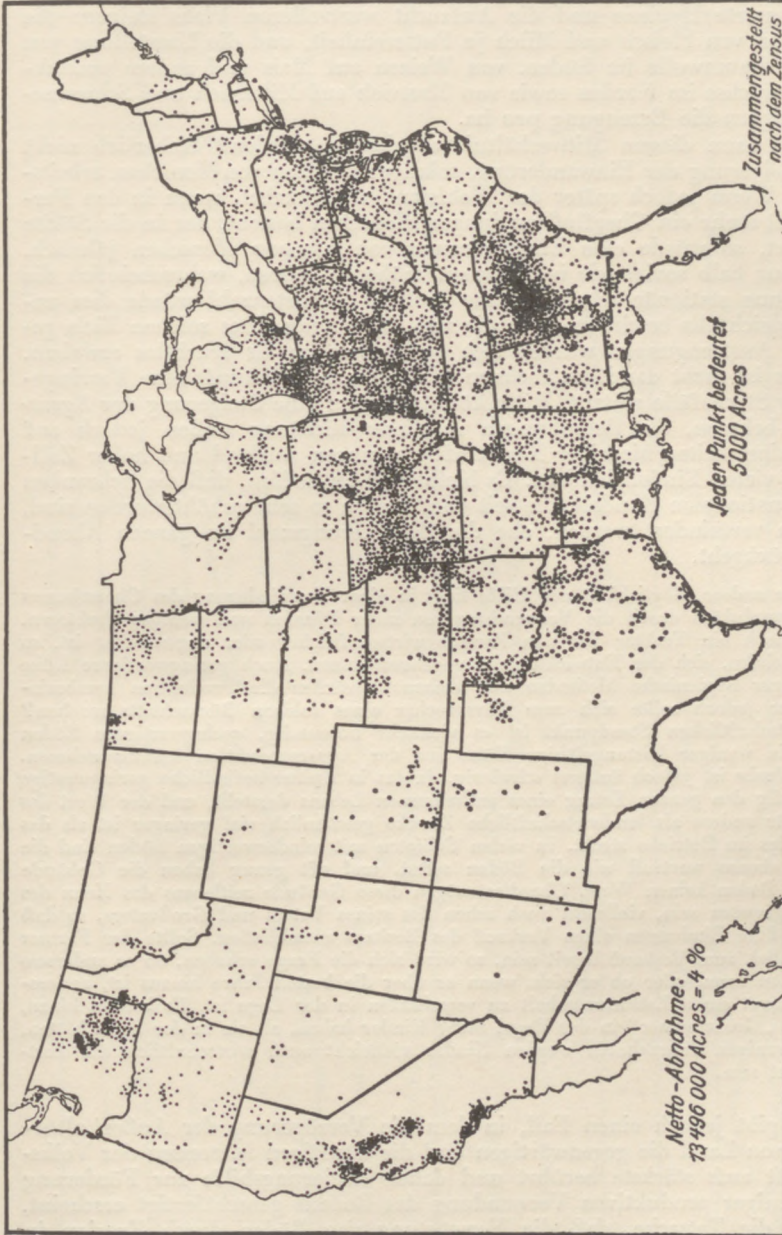 Netto-Abnahme:
13 496 000 Acres = 4 %
Jeder Punkt bedeutet
5000 Acres
Zusammengestellt
nach dem Zensus